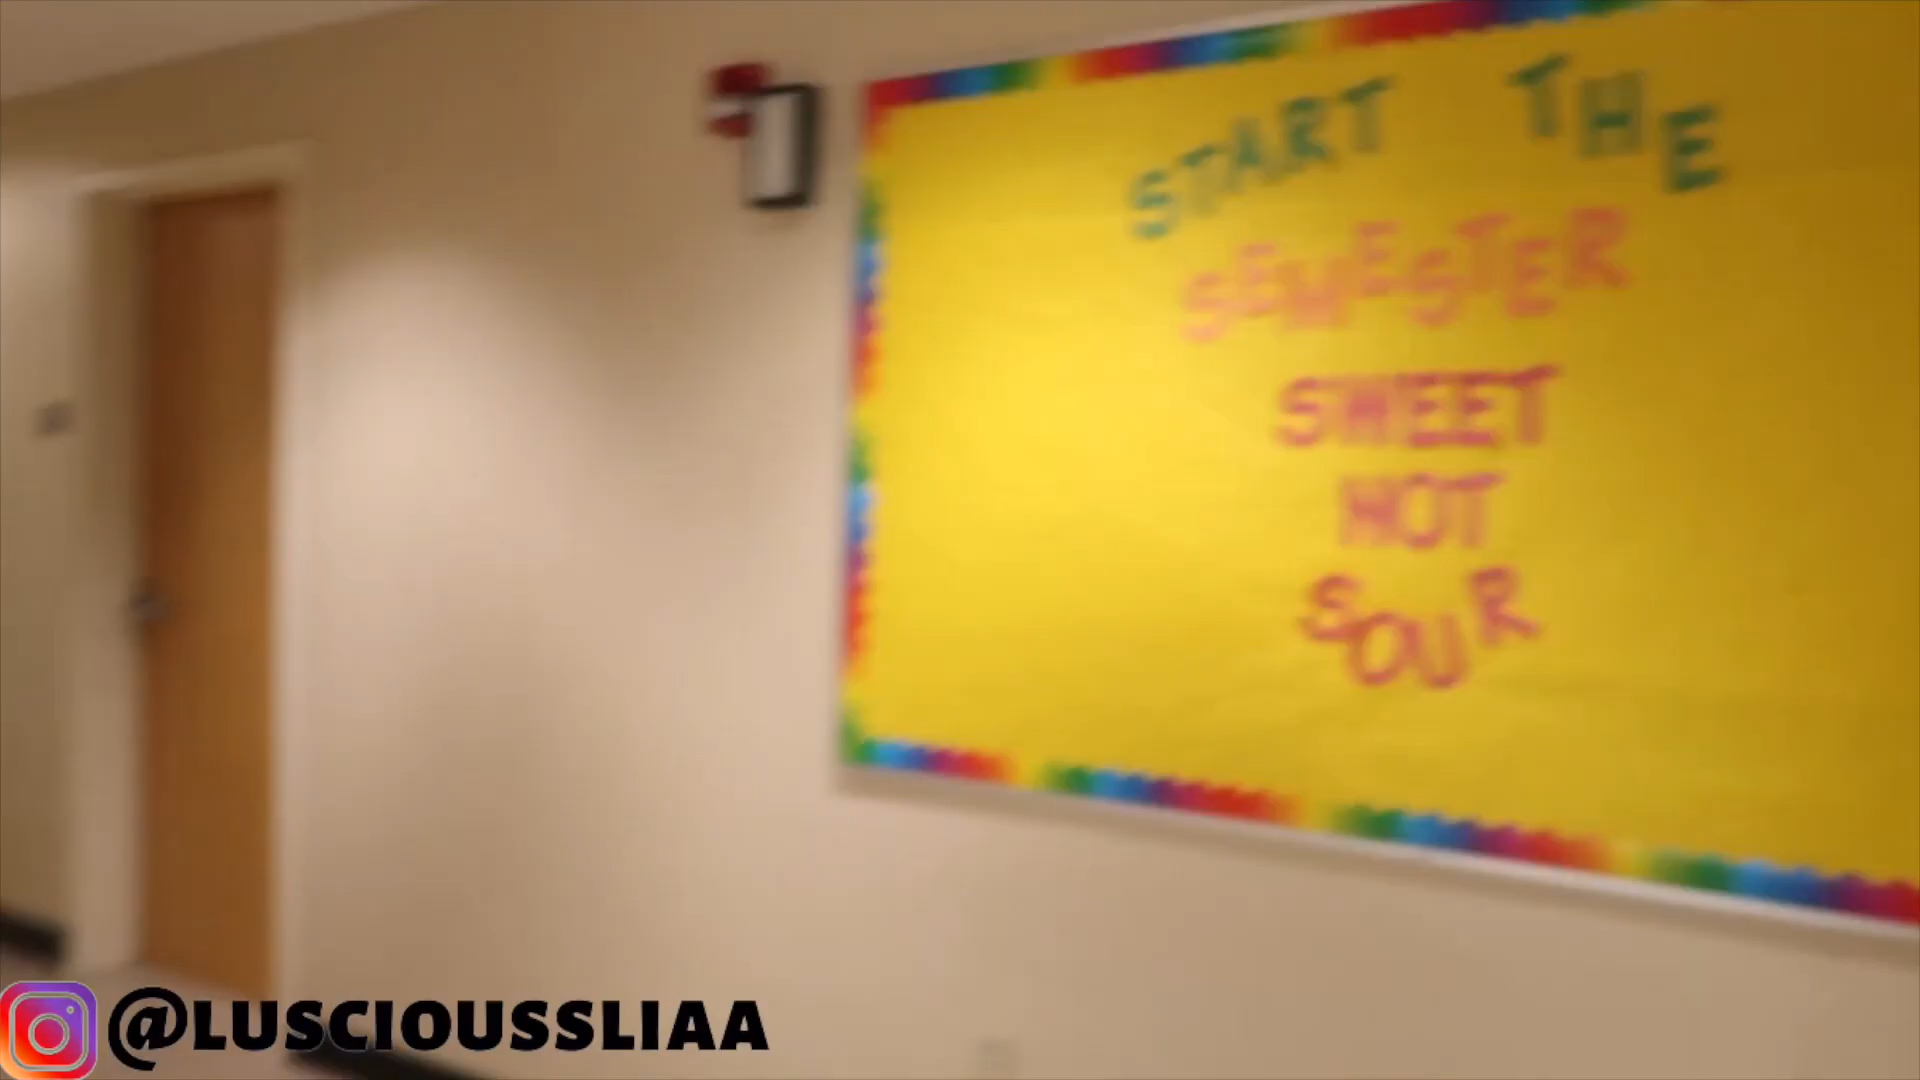 START THE
SEMESTER
SWEET
HOT
SOUR
@LUSCIOUSSLIAA